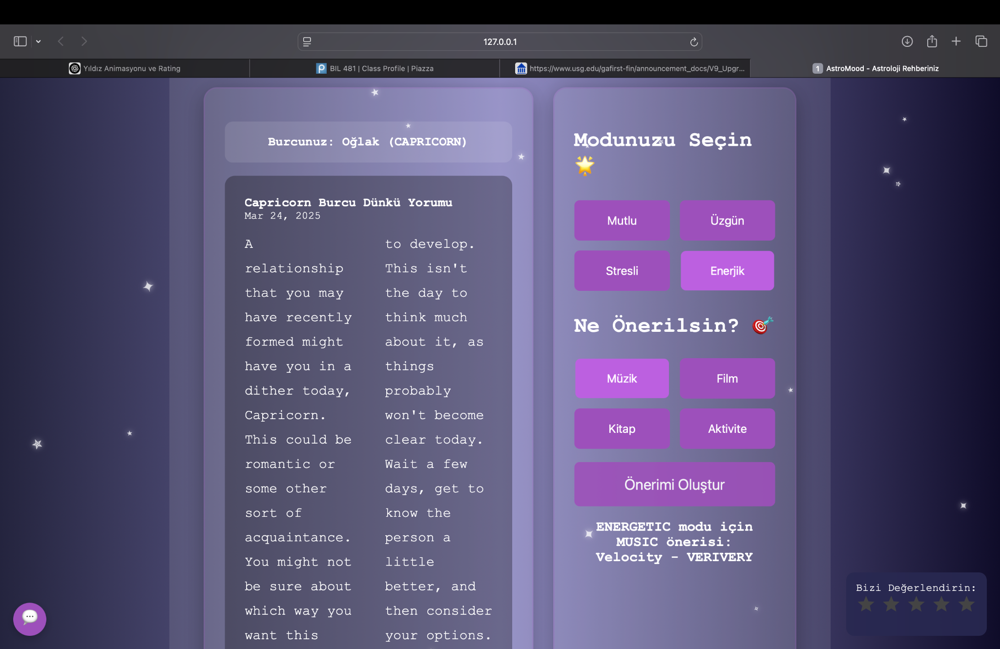 127.0.0.1
Yıldız Animasyonu ve Rating
BIL 481 | Class Profile | Piazza
https://www.usg.edu/gafirst-fin/announcement_docs/V9_Upgr...
1 AstroMood - Astroloji Rehberiniz
Burcunuz: Oğlak (CAPRICORN)
Capricorn Burcu Dünkü Yorumu
Mar 24, 2025
A
relationship
that you may
have recently
formed might
have you in a
dither today,
Capricorn.
This could be
romantic or
some other
sort of
acquaintance.
You might not
be sure about
which way you
want this
to develop.
This isn't
the day to
think much
about it, as
things
probably
won't become
clear today.
Wait a few
days, get to
know the
person a
little
better, and
then consider
your options.
Modunuzu Seçin
Mutlu
Üzgün
Stresli
Enerjik
Ne Önerilsin?
Müzik
Film
Kitap
Aktivite
Önerimi Oluştur
ENERGETIC modu için
MUSIC önerisi:
Velocity - VERIVERY
Bizi Değerlendirin: